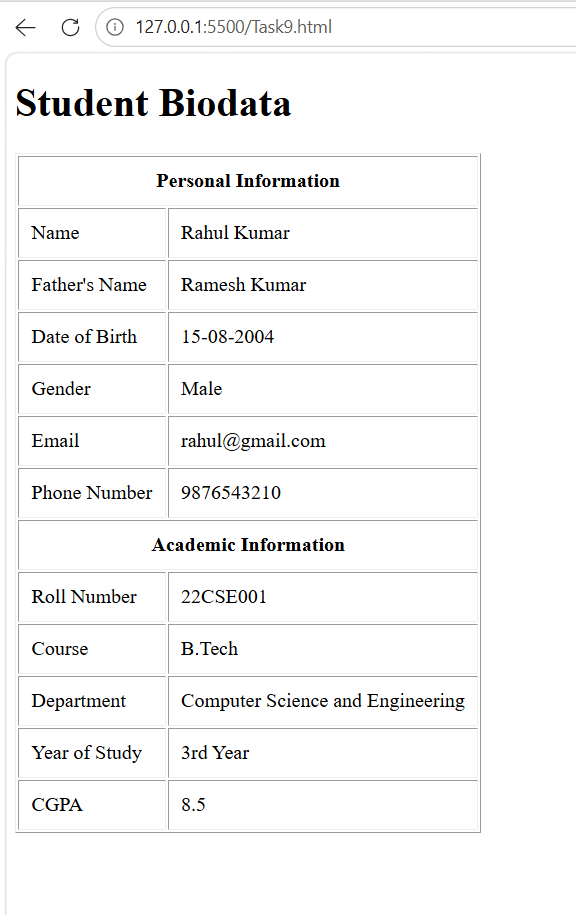 127.0.0.1:5500/Task9.html
Student Biodata
Personal Information
Name Rahul Kumar
Father's Name Ramesh Kumar
Date of Birth 15-08-2004
Gender Male
Email rahul@gmail.com
Phone Number 9876543210
Academic Information
Roll Number 22CSE001
Course B.Tech
Department Computer Science and Engineering
Year of Study 3rd Year
CGPA 8.5